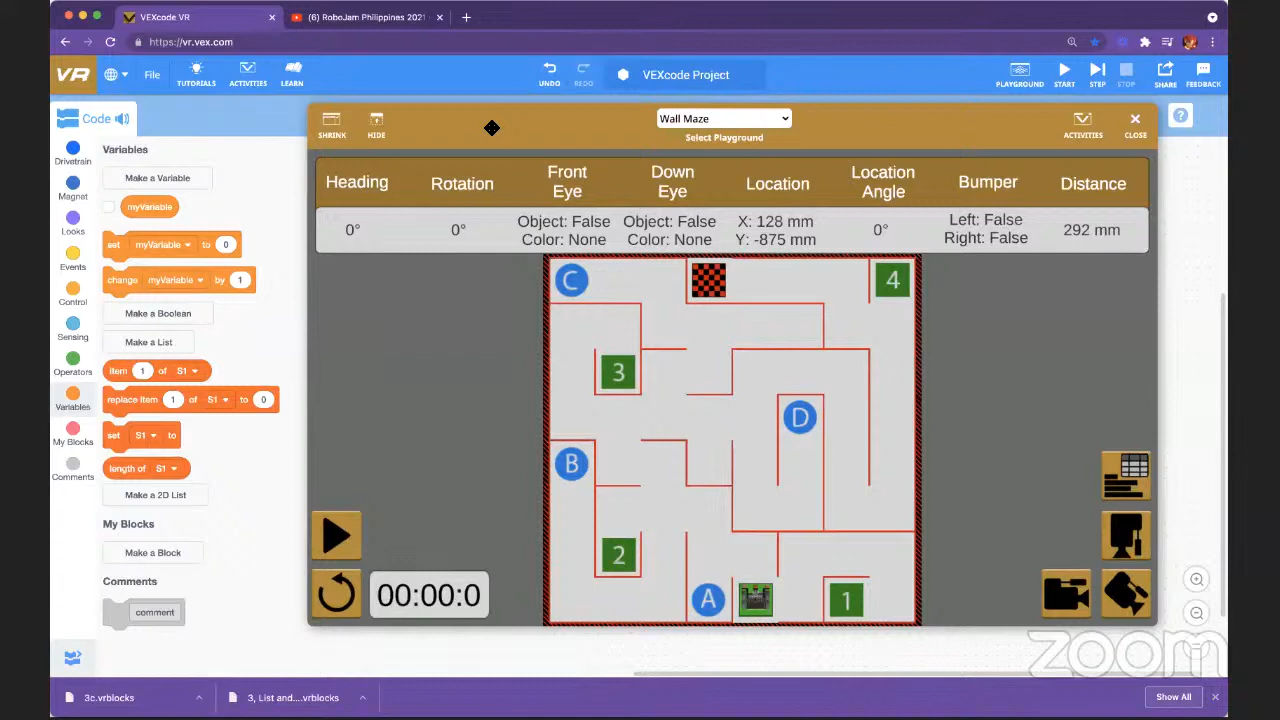 VEXcode VR
(6) RoboJam Philippines 2021
https://vr.vex.com
VR
File
TUTORIALS
ACTIVITIES
LEARN
UNDO
REDO
VEXcode Project
PLAYGROUND
START
STEP
STOP
SHARE
FEEDBACK
Code
SHRINK
HIDE
Wall Maze
Select Playground
ACTIVITIES
CLOSE
Drivetrain
Magnet
Looks
Events
Control
Sensing
Operators
Variables
My Blocks
Comments
Variables
Make a Variable
myVariable
set myVariable to 0
change myVariable by 1
Make a Boolean
Make a List
item 1 of S1
replace item 1 of S1 to 0
set S1 to
length of S1
Make a 2D List
My Blocks
Make a Block
Comments
comment
Heading
Rotation
Front Eye
Down Eye
Location
Location Angle
Bumper
Distance
0°
0°
Object: False
Color: None
Object: False
Color: None
X: 128 mm
Y: -875 mm
0°
Left: False
Right: False
292 mm
C
4
3
D
B
2
A
1
00:00:0
zoom
3c.vrblocks
3, List and....vrblocks
Show All